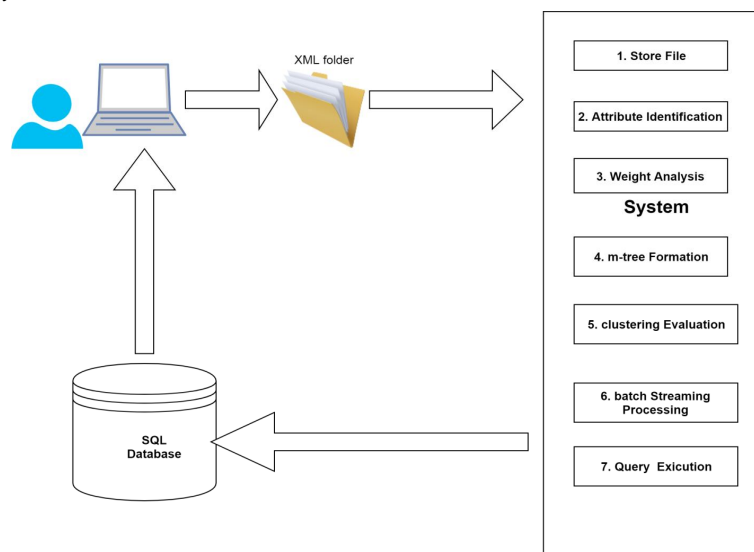 XML folder
1. Store File
2. Attribute Identification
3. Weight Analysis
System
4. m-tree Formation
5. clustering Evaluation
6. batch Streaming
Processing
7. Query Exicution
SQL
Database